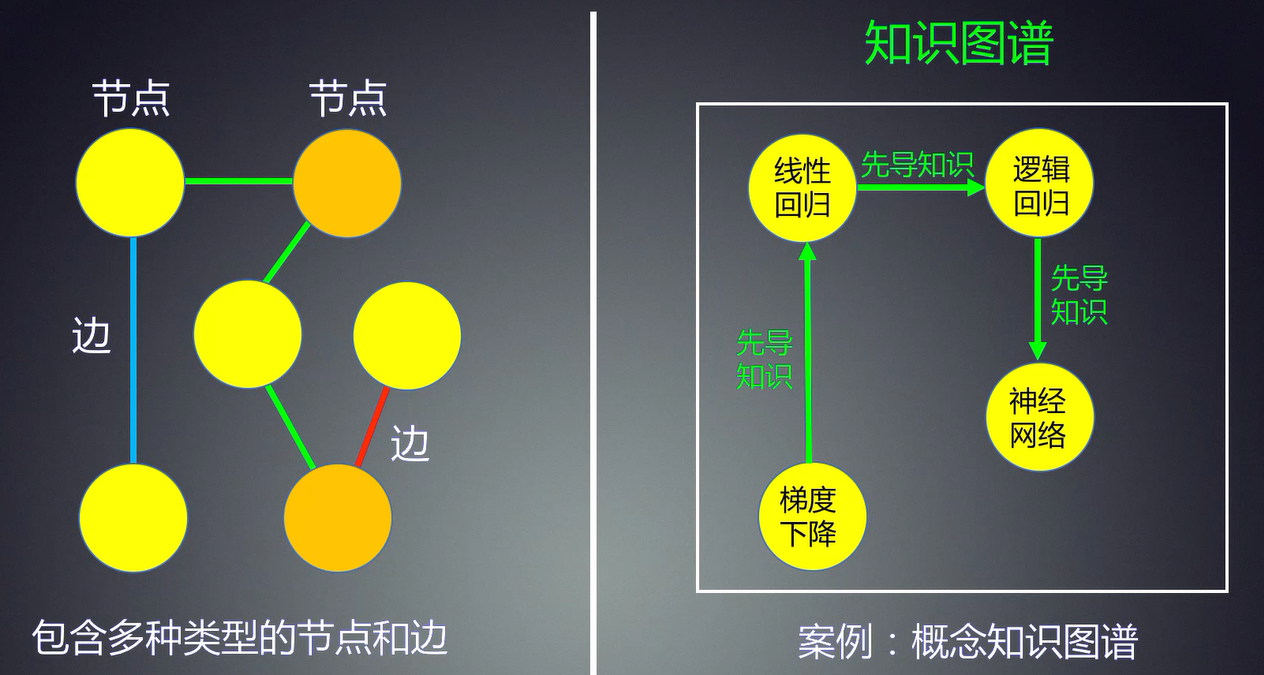 节点
节点
边
边
包含多种类型的节点和边
知识图谱
线性
回归
先导知识
逻辑
回归
先导
知识
先导
知识
神经
网络
梯度
下降
案例：概念知识图谱